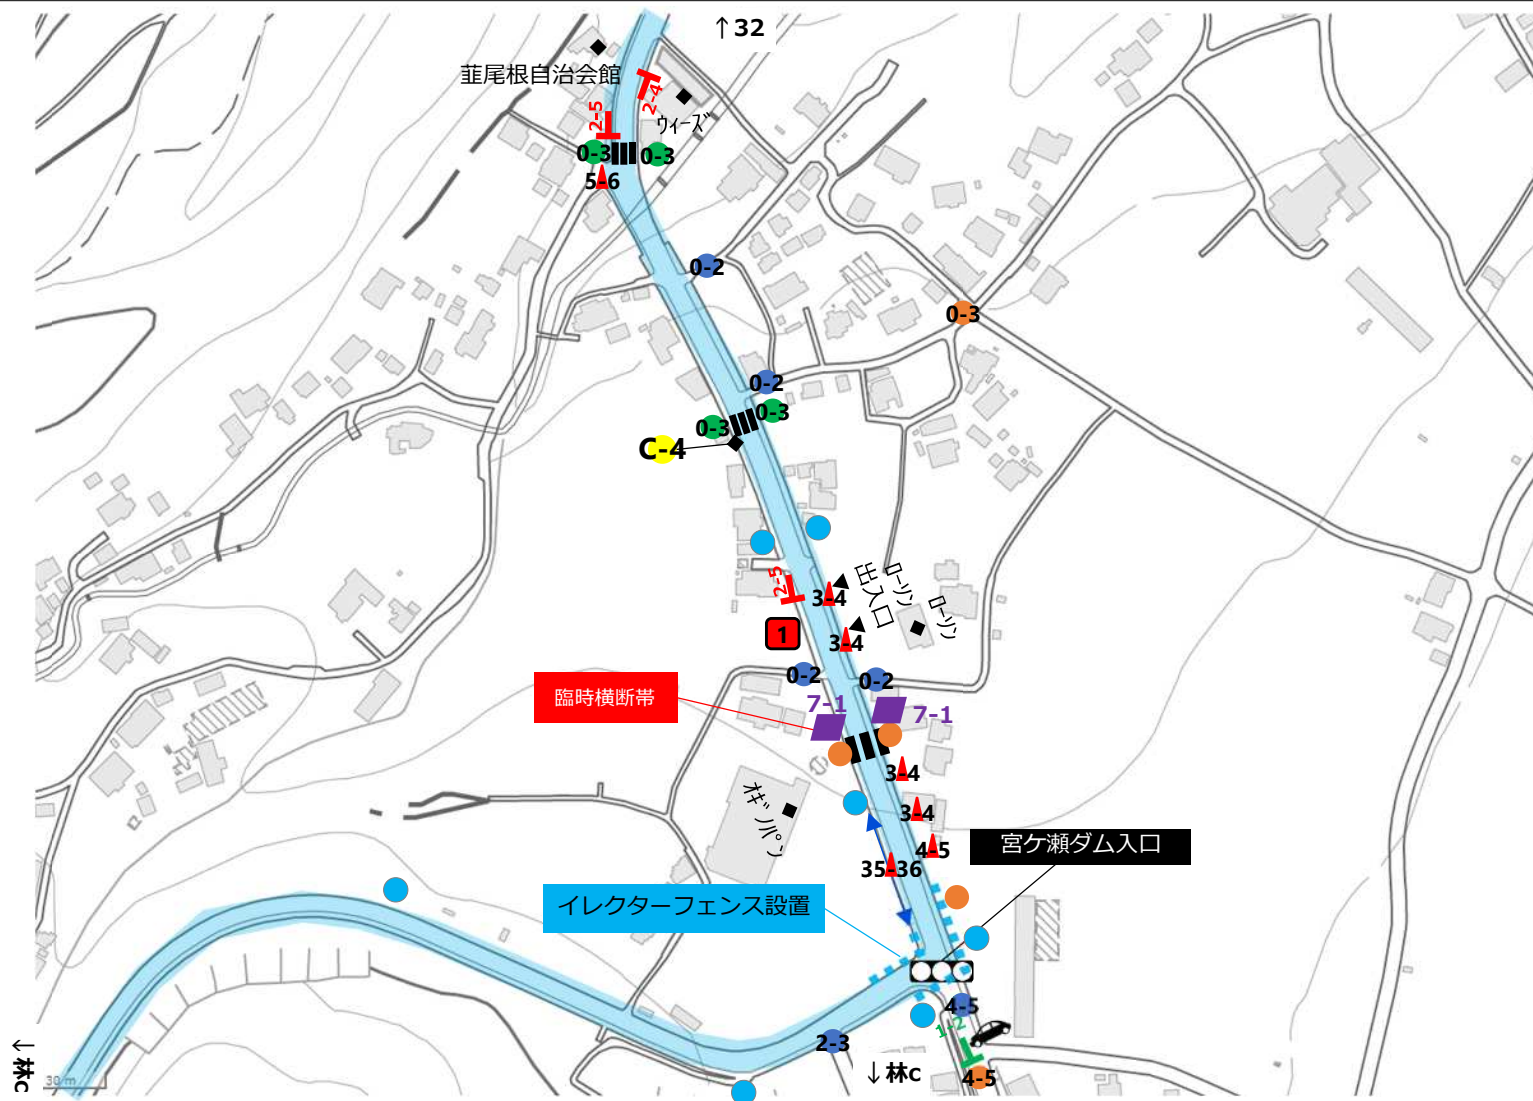 ↑32
韮尾根自治会館
2-4
2-5
ウィーズ
0-3
0-3
5-6
0-2
0-3
0-2
0-3
0-3
C-4
2-5
3-4
出入口
ローソン
ローソン
1
3-4
0-2
0-2
臨時横断帯
7-1
7-1
3-4
オギノパン
3-4
4-5
宮ケ瀬ダム入口
35-36
イレクターフェンス設置
4-5
1-2
2-3
↓林c
↓林c
4-5
30 m